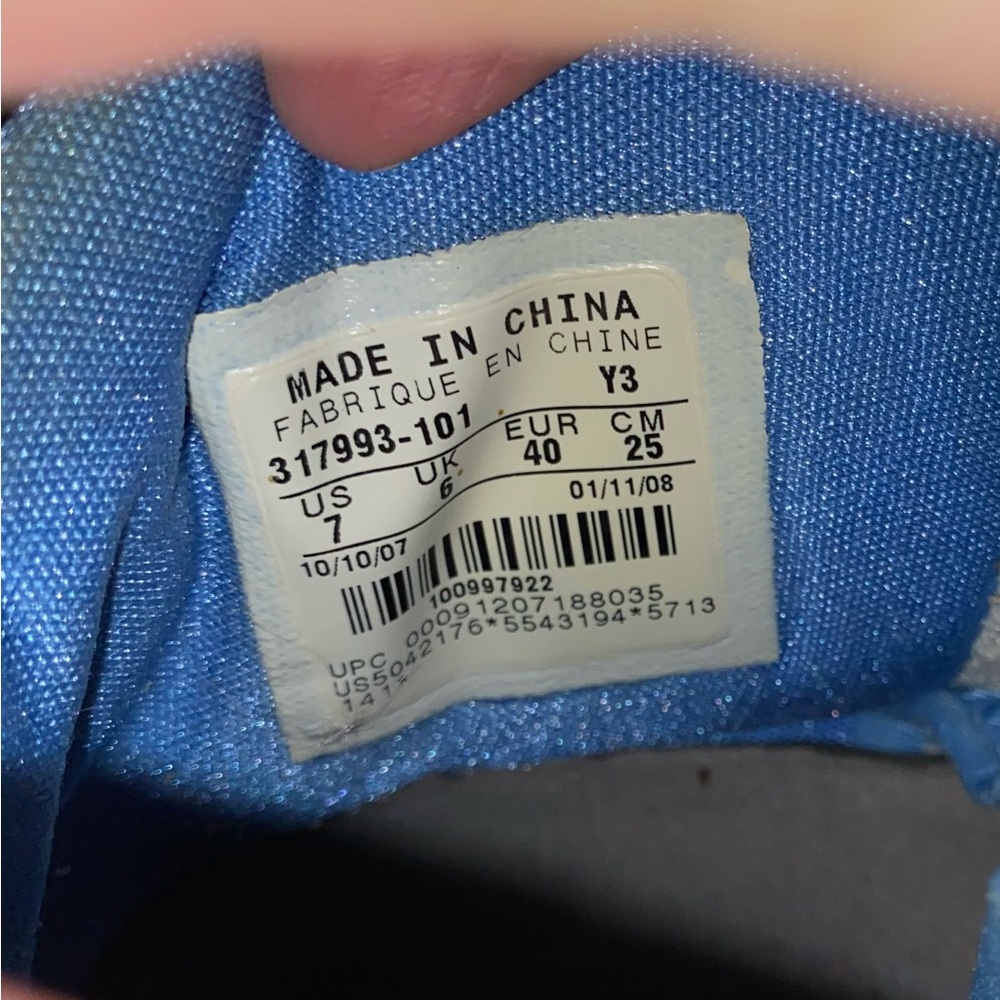 MADE IN CHINA
FABRIQUE EN CHINE
317993-101 Y3
US UK EUR CM
7 6 40 25
10/10/07 01/11/08
100997922
UPC 00091207188035
US5042176*5543194*5713
141*